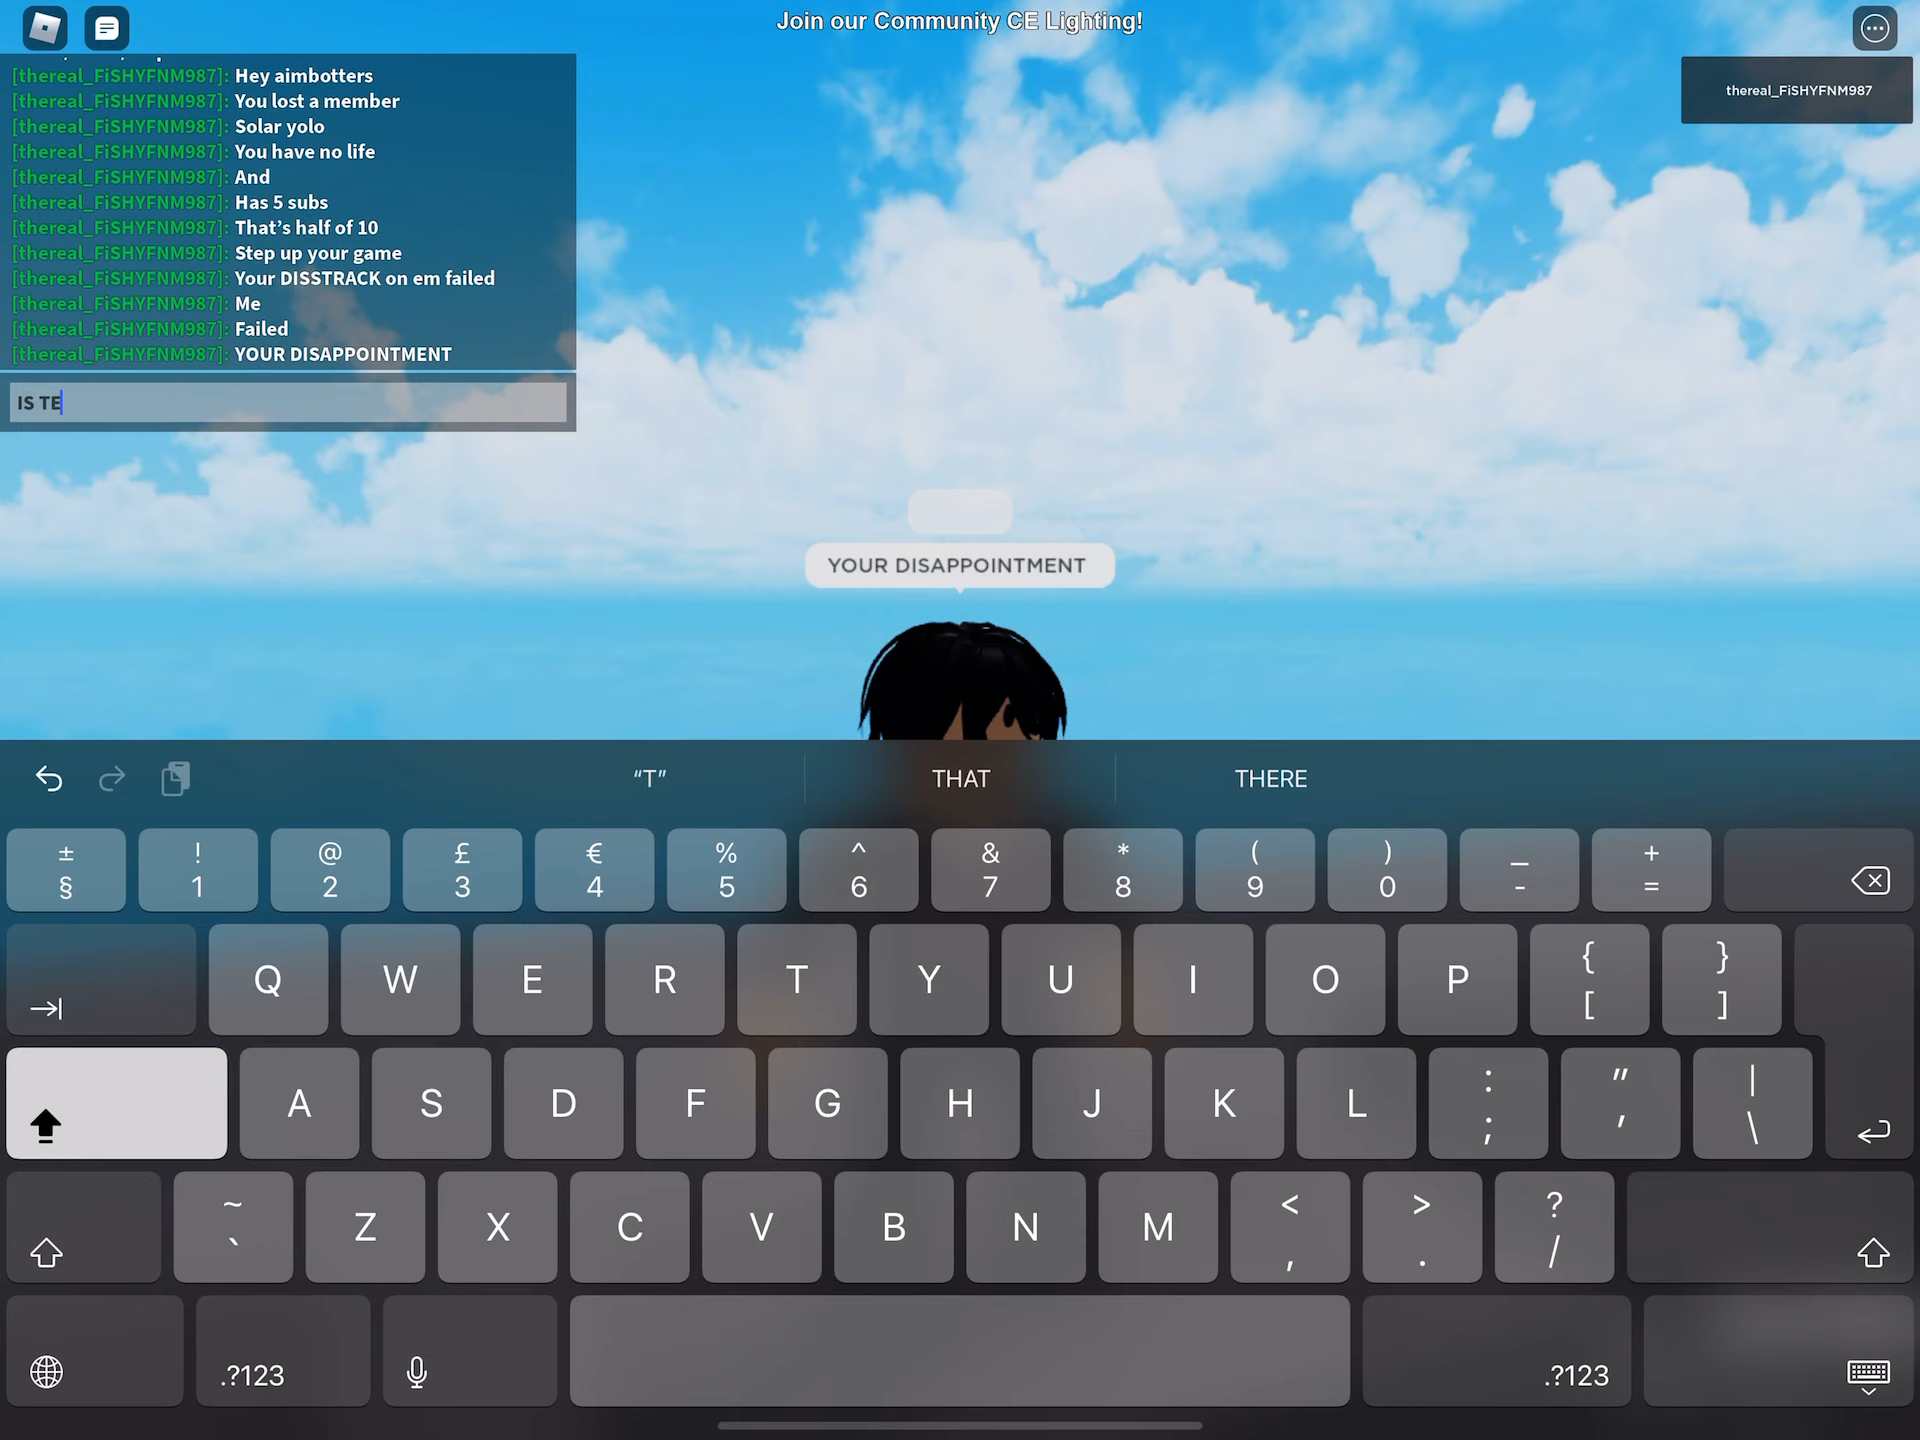 Join our Community CE Lighting!
thereal_FiSHYFNM987
[thereal_FiSHYFNM987]: Hey aimbotters
[thereal_FiSHYFNM987]: You lost a member
[thereal_FiSHYFNM987]: Solar yolo
[thereal_FiSHYFNM987]: You have no life
[thereal_FiSHYFNM987]: And
[thereal_FiSHYFNM987]: Has 5 subs
[thereal_FiSHYFNM987]: That’s half of 10
[thereal_FiSHYFNM987]: Step up your game
[thereal_FiSHYFNM987]: Your DISSTRACK on em failed
[thereal_FiSHYFNM987]: Me
[thereal_FiSHYFNM987]: Failed
[thereal_FiSHYFNM987]: YOUR DISAPPOINTMENT
IS TE
YOUR DISAPPOINTMENT
“T” THAT THERE
± ! @ £ € % ^ & * ( ) _ +
§ 1 2 3 4 5 6 7 8 9 0 - =
Q W E R T Y U I O P { }
[ ]
A S D F G H J K L : " |
; ' \
~ Z X C V B N M < > ?
` , . /
.?123 .?123